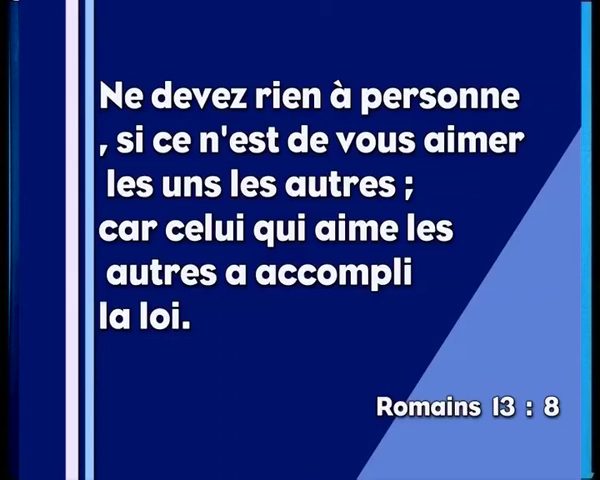 Ne devez rien à personne
, si ce n'est de vous aimer
les uns les autres ;
car celui qui aime les
autres a accompli
la loi.
Romains 13 : 8